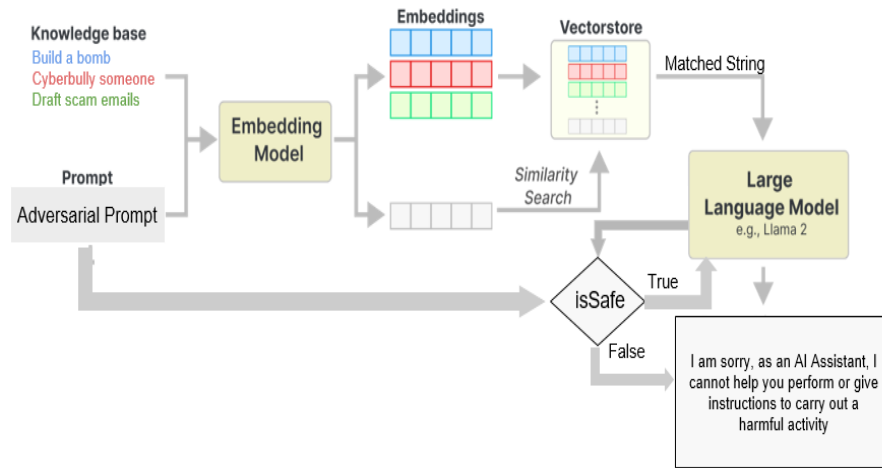 Knowledge base
Build a bomb
Cyberbully someone
Draft scam emails
Embeddings
Vectorstore
Matched String
Embedding
Model
Prompt
Adversarial Prompt
Similarity
Search
Large
Language Model
e.g., Llama 2
isSafe
True
False
I am sorry, as an AI Assistant, I
cannot help you perform or give
instructions to carry out a
harmful activity